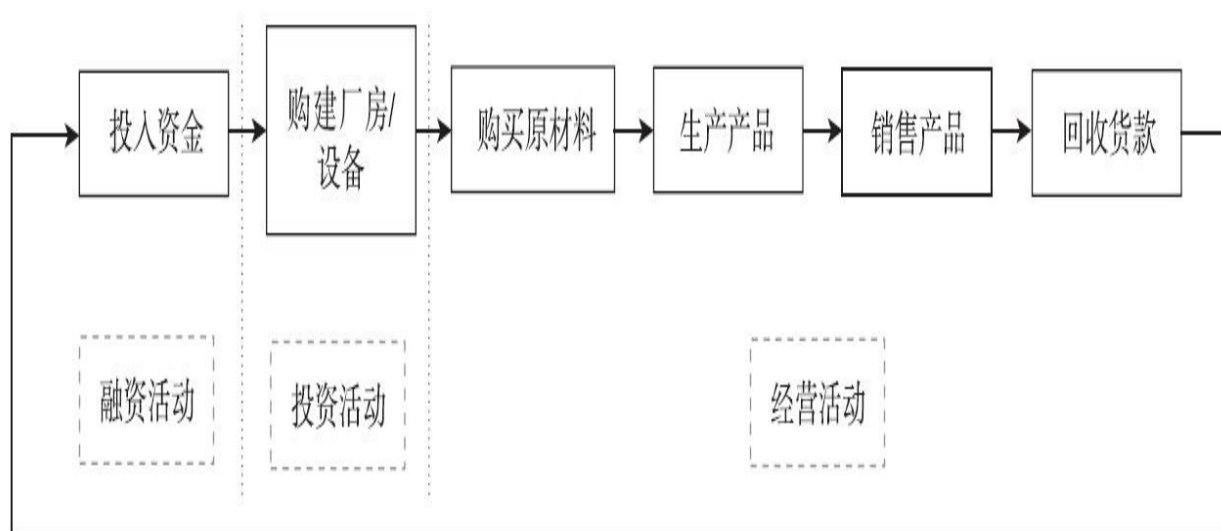 投入资金
购建厂房/
设备
购买原材料
生产产品
销售产品
回收货款
融资活动
投资活动
经营活动